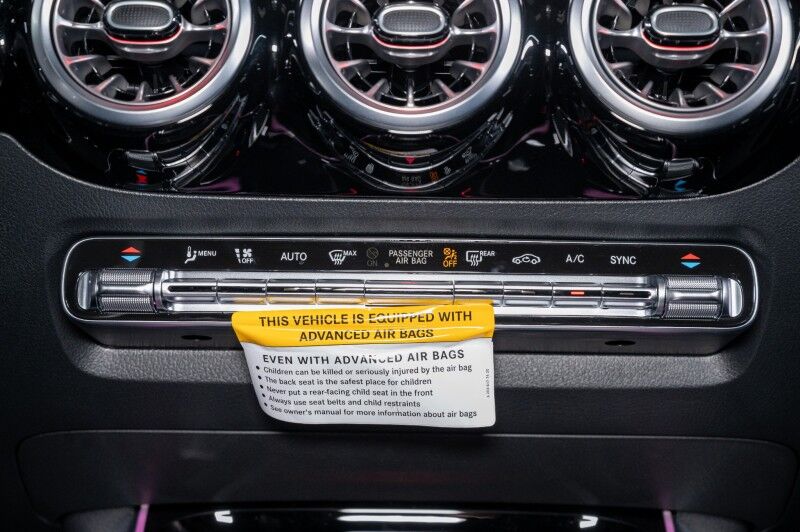 MENU
OFF
AUTO
MAX
ON
PASSENGER
AIR BAG
OFF
REAR
A/C
SYNC
THIS VEHICLE IS EQUIPPED WITH
ADVANCED AIR BAGS
EVEN WITH ADVANCED AIR BAGS
• Children can be killed or seriously injured by the air bag
• The back seat is the safest place for children
• Never put a rear-facing child seat in the front
• Always use seat belts and child restraints
• See owner's manual for more information about air bags